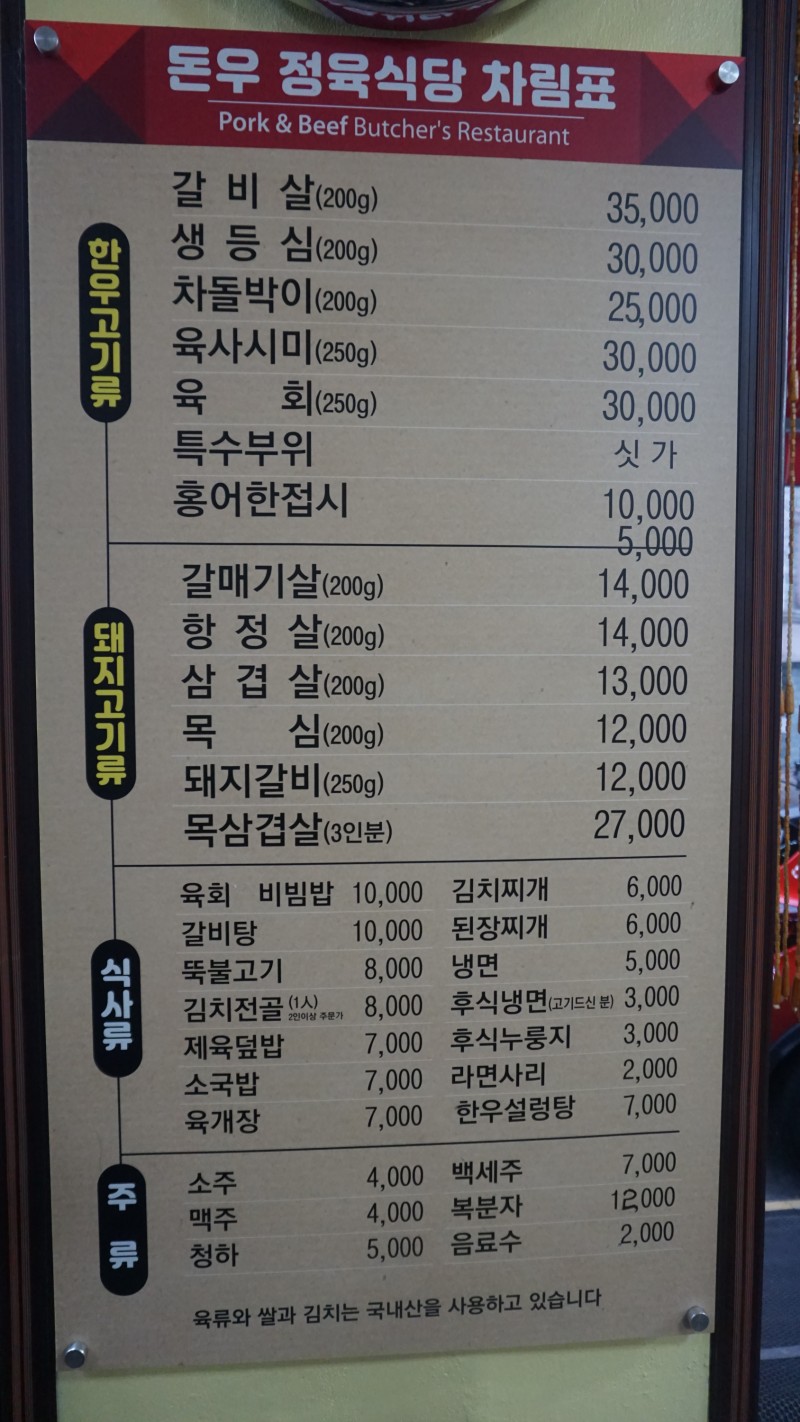 돈우 정육식당 차림표
Pork & Beef Butcher's Restaurant
한우고기류
갈 비 살(200g) 35,000
생 등 심(200g) 30,000
차돌박이(200g) 25,000
육사시미(250g) 30,000
육 회(250g) 30,000
특수부위 싯 가
홍어한접시 10,000
5,000
돼지고기류
갈매기살(200g) 14,000
항 정 살(200g) 14,000
삼 겹 살(200g) 13,000
목 심(200g) 12,000
돼지갈비(250g) 12,000
목삼겹살(3인분) 27,000
식사류
육회 비빔밥 10,000 김치찌개 6,000
갈비탕 10,000 된장찌개 6,000
뚝불고기 8,000 냉면 5,000
김치전골(1人) 2인이상 주문가 8,000 후식냉면(고기드신 분) 3,000
제육덮밥 7,000 후식누룽지 3,000
소국밥 7,000 라면사리 2,000
육개장 7,000 한우설렁탕 7,000
주류
소주 4,000 백세주 7,000
맥주 4,000 복분자 12,000
청하 5,000 음료수 2,000
육류와 쌀과 김치는 국내산을 사용하고 있습니다